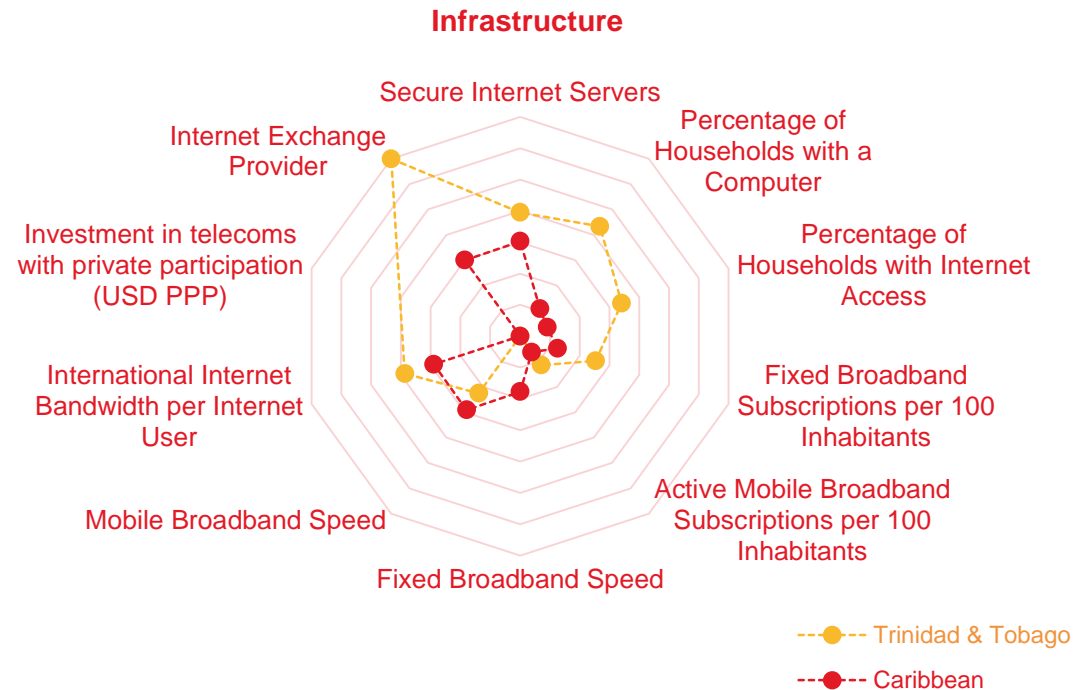 Infrastructure
Secure Internet Servers
Percentage of
Households with a
Computer
Percentage of
Households with Internet
Access
Fixed Broadband
Subscriptions per 100
Inhabitants
Active Mobile Broadband
Subscriptions per 100
Inhabitants
Fixed Broadband Speed
Mobile Broadband Speed
International Internet
Bandwidth per Internet
User
Investment in telecoms
with private participation
(USD PPP)
Internet Exchange
Provider
Trinidad & Tobago
Caribbean